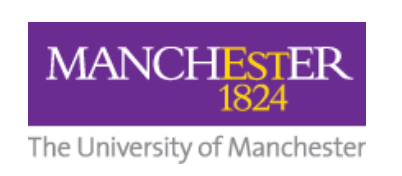 MANCHESTER
1824
The University of Manchester